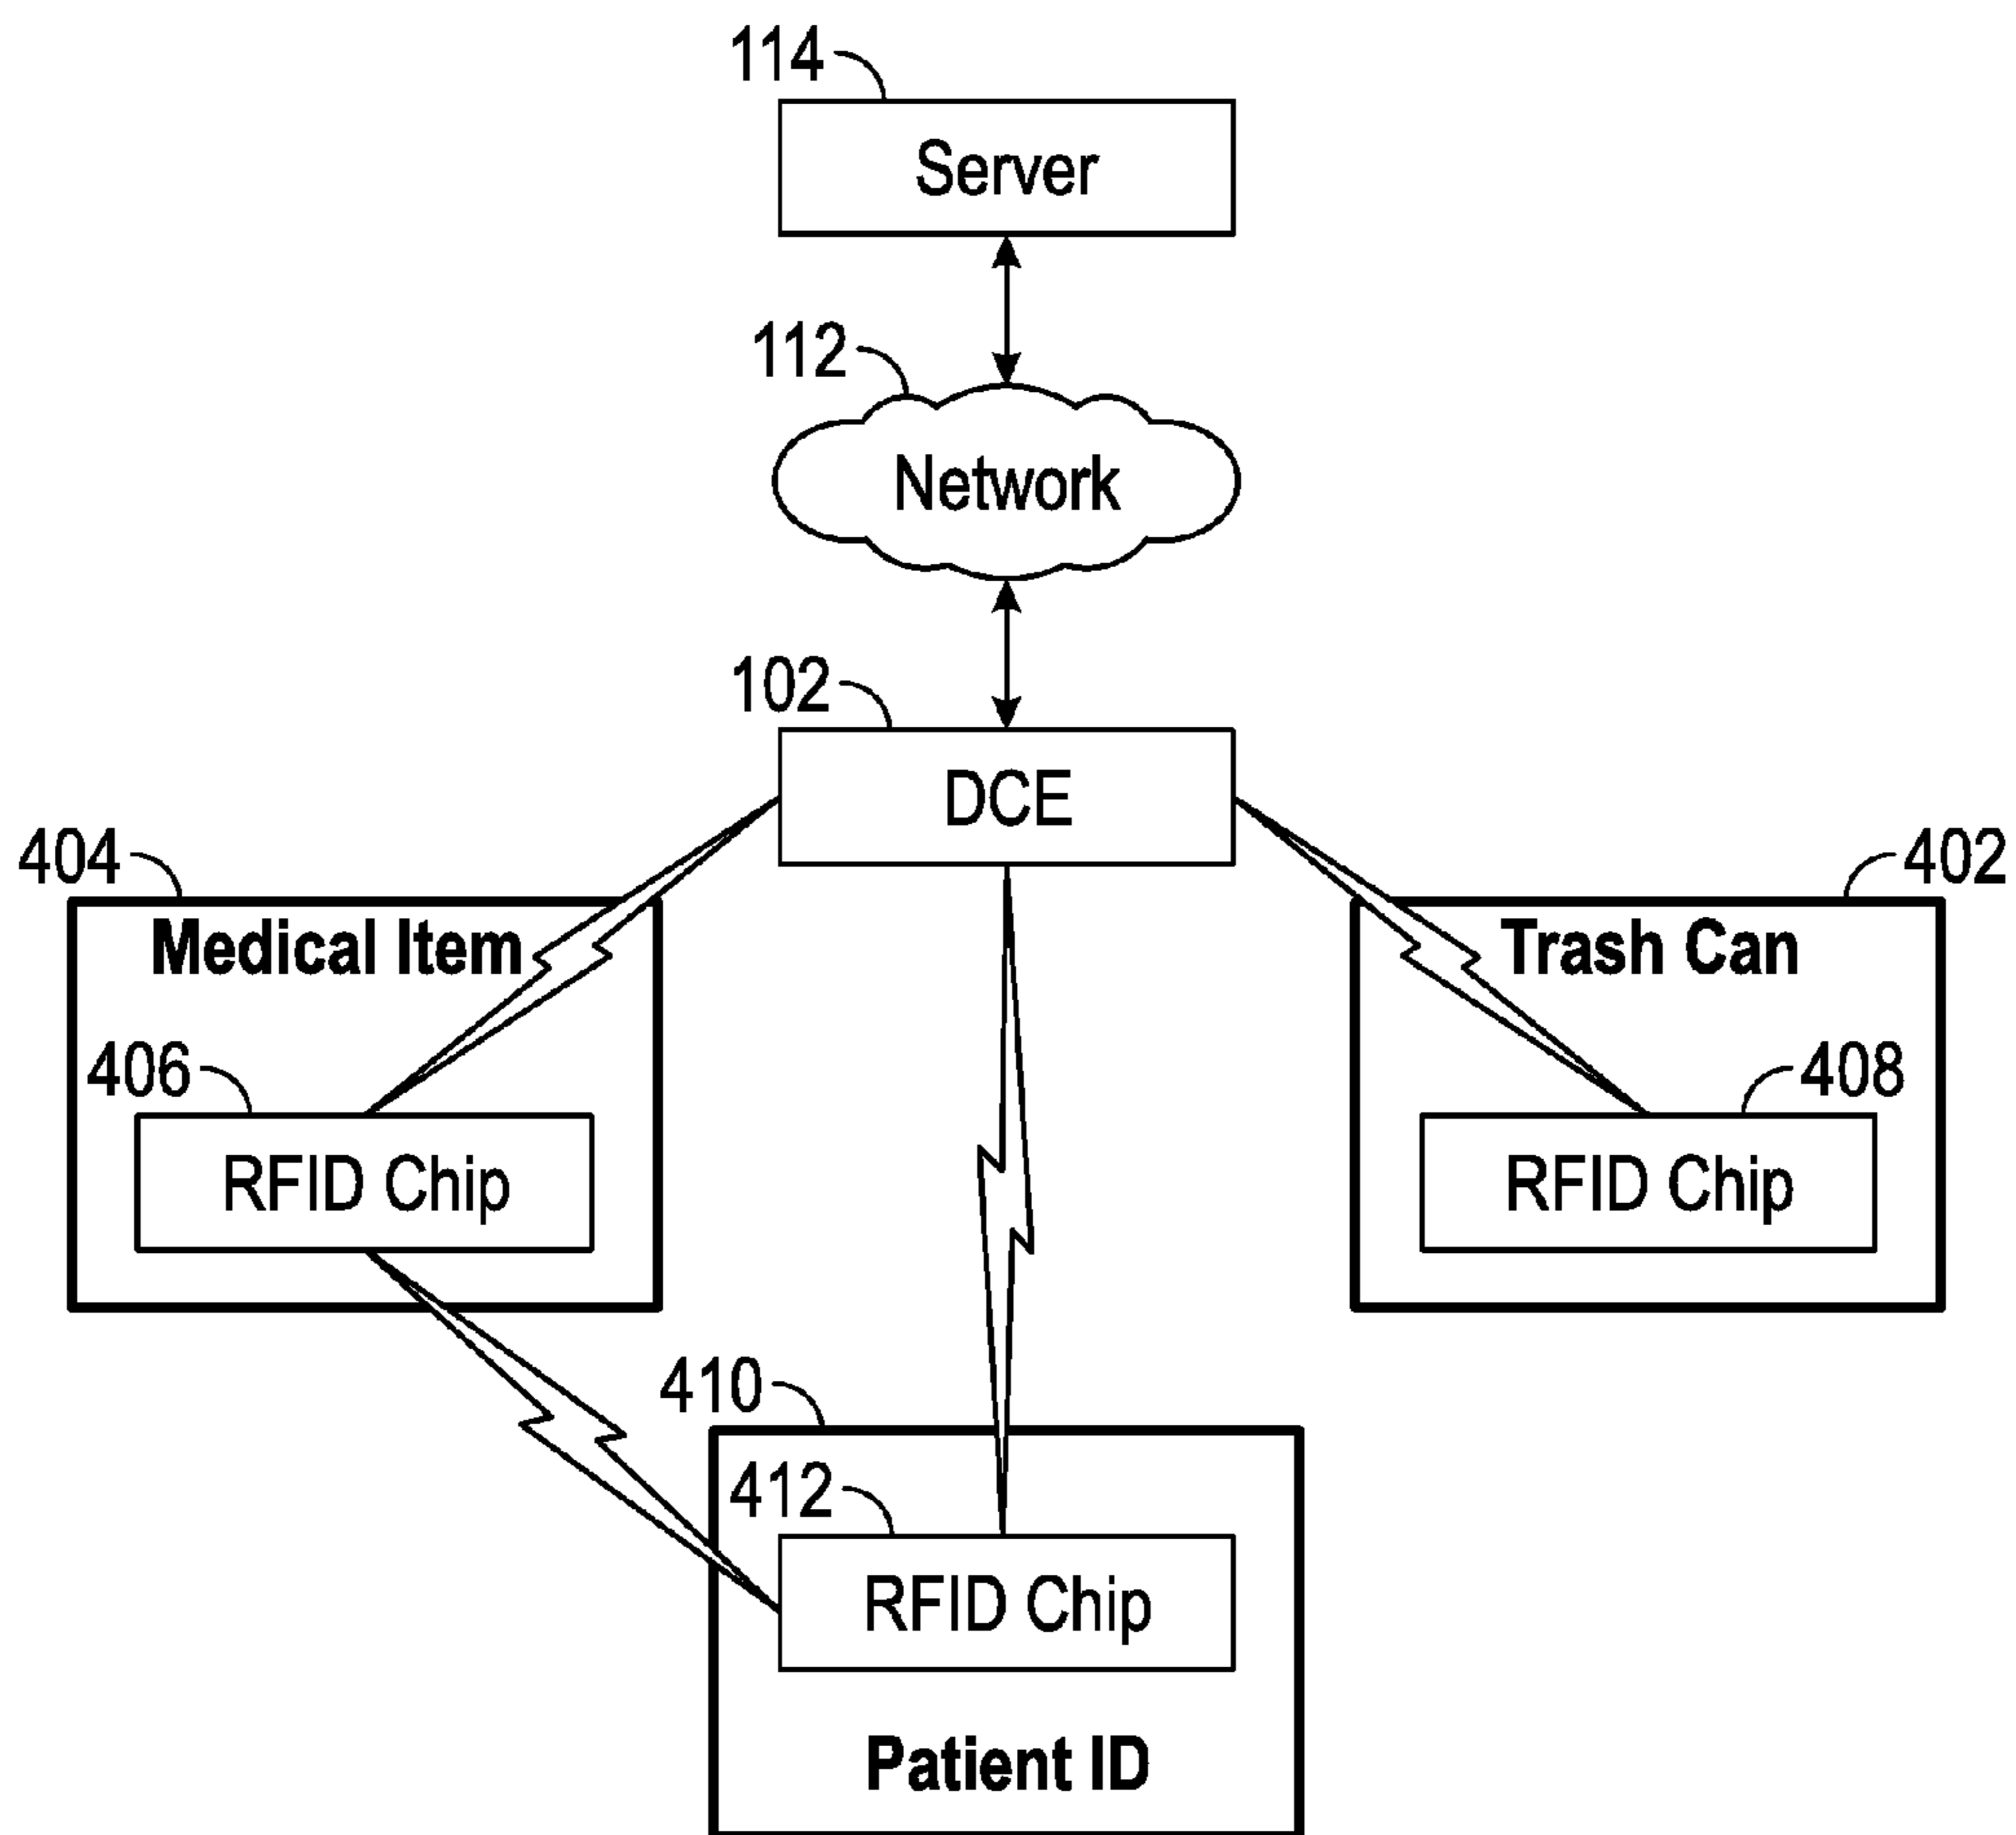 114
Server
112
Network
102
DCE
404
402
Medical Item
Trash Can
406
408
RFID Chip
RFID Chip
410
412
RFID Chip
Patient ID